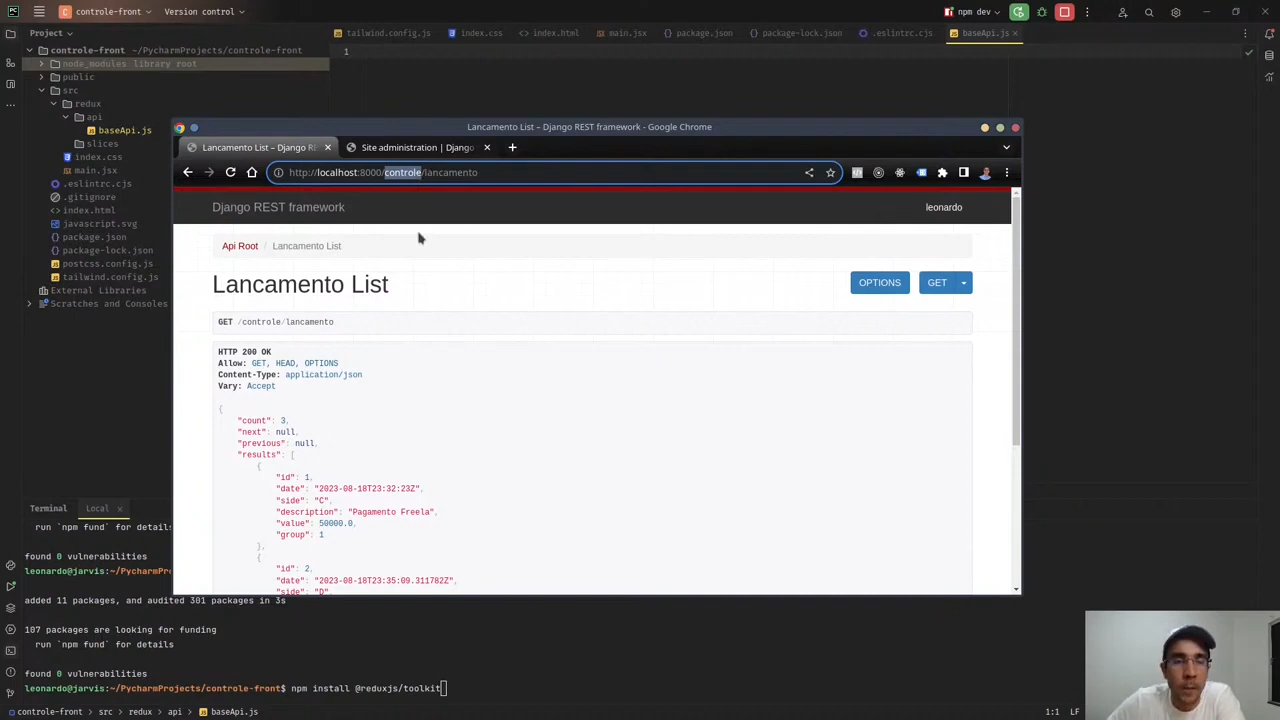 PC
C
controle-front
Version control
npm dev
Project
tailwind.config.js
index.css
index.html
main.jsx
package.json
package-lock.json
.eslintrc.cjs
baseApi.js
controle-front ~/PycharmProjects/controle-front
1
node_modules library root
public
src
redux
api
baseApi.js
slices
index.css
main.jsx
.eslintrc.cjs
.gitignore
index.html
javascript.svg
package.json
package-lock.json
postcss.config.js
tailwind.config.js
External Libraries
Scratches and Consoles
Lancamento List – Django REST framework - Google Chrome
Lancamento List – Django RE
Site administration | Django
http://localhost:8000/controle/lancamento
Django REST framework
leonardo
Api Root / Lancamento List
Lancamento List
OPTIONS
GET
GET /controle/lancamento
HTTP 200 OK
Allow: GET, HEAD, OPTIONS
Content-Type: application/json
Vary: Accept
{
"count": 3,
"next": null,
"previous": null,
"results": [
{
"id": 1,
"date": "2023-08-18T23:32:23Z",
"side": "C",
"description": "Pagamento Freela",
"value": 50000.0,
"group": 1
},
{
"id": 2,
"date": "2023-08-18T23:35:09.311782Z",
"side": "D",
Terminal
Local
run `npm fund` for details
found 0 vulnerabilities
leonardo@jarvis:~/PycharmP
added 11 packages, and audited 301 packages in 3s
107 packages are looking for funding
run `npm fund` for details
found 0 vulnerabilities
leonardo@jarvis:~/PycharmProjects/controle-front$ npm install @reduxjs/toolkit
controle-front > src > redux > api > baseApi.js
1:1
LF